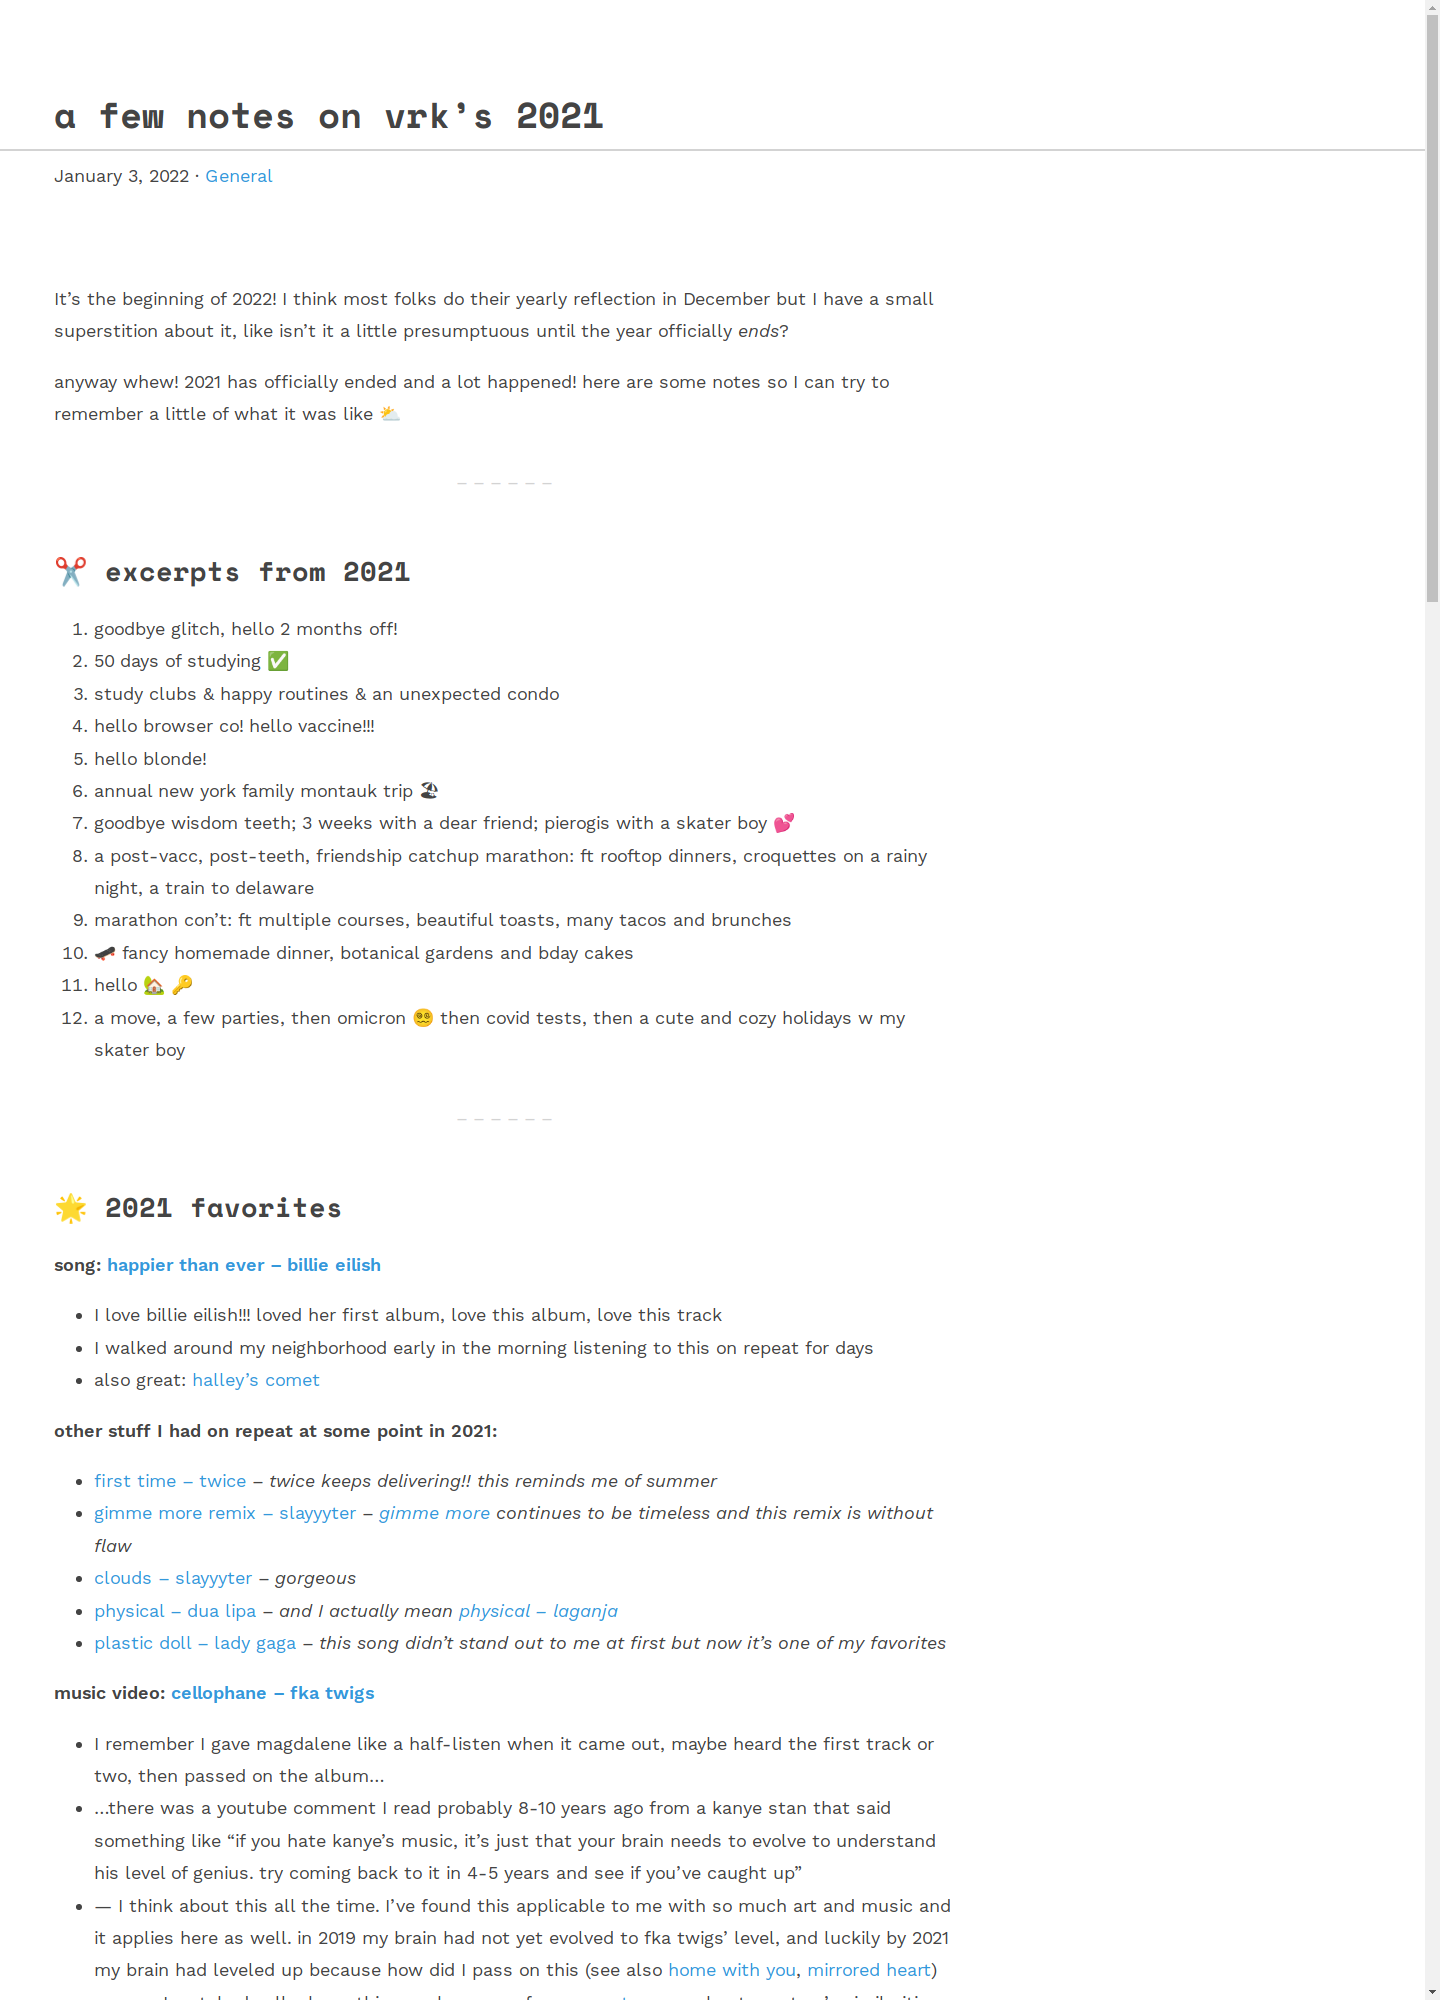 a few notes on vrk’s 2021
January 3, 2022 · General
It’s the beginning of 2022! I think most folks do their yearly reflection in December but I have a small
superstition about it, like isn’t it a little presumptuous until the year officially ends?
anyway whew! 2021 has officially ended and a lot happened! here are some notes so I can try to
remember a little of what it was like ⛅
– – – – – –
✂️ excerpts from 2021
1. goodbye glitch, hello 2 months off!
2. 50 days of studying ✅
3. study clubs & happy routines & an unexpected condo
4. hello browser co! hello vaccine!!!
5. hello blonde!
6. annual new york family montauk trip 🏖
7. goodbye wisdom teeth; 3 weeks with a dear friend; pierogis with a skater boy 💕
8. a post-vacc, post-teeth, friendship catchup marathon: ft rooftop dinners, croquettes on a rainy
night, a train to delaware
9. marathon con’t: ft multiple courses, beautiful toasts, many tacos and brunches
10. 🛹 fancy homemade dinner, botanical gardens and bday cakes
11. hello 🏡 🔑
12. a move, a few parties, then omicron 😵‍💫 then covid tests, then a cute and cozy holidays w my
skater boy
– – – – – –
🌟 2021 favorites
song: happier than ever – billie eilish
• I love billie eilish!!! loved her first album, love this album, love this track
• I walked around my neighborhood early in the morning listening to this on repeat for days
• also great: halley’s comet
other stuff I had on repeat at some point in 2021:
• first time – twice – twice keeps delivering!! this reminds me of summer
• gimme more remix – slayyyter – gimme more continues to be timeless and this remix is without
flaw
• clouds – slayyyter – gorgeous
• physical – dua lipa – and I actually mean physical – laganja
• plastic doll – lady gaga – this song didn’t stand out to me at first but now it’s one of my favorites
music video: cellophane – fka twigs
• I remember I gave magdalene like a half-listen when it came out, maybe heard the first track or
two, then passed on the album…
• …there was a youtube comment I read probably 8-10 years ago from a kanye stan that said
something like “if you hate kanye’s music, it’s just that your brain needs to evolve to understand
his level of genius. try coming back to it in 4-5 years and see if you’ve caught up”
• — I think about this all the time. I’ve found this applicable to me with so much art and music and
it applies here as well. in 2019 my brain had not yet evolved to fka twigs’ level, and luckily by 2021
my brain had leveled up because how did I pass on this (see also home with you, mirrored heart)